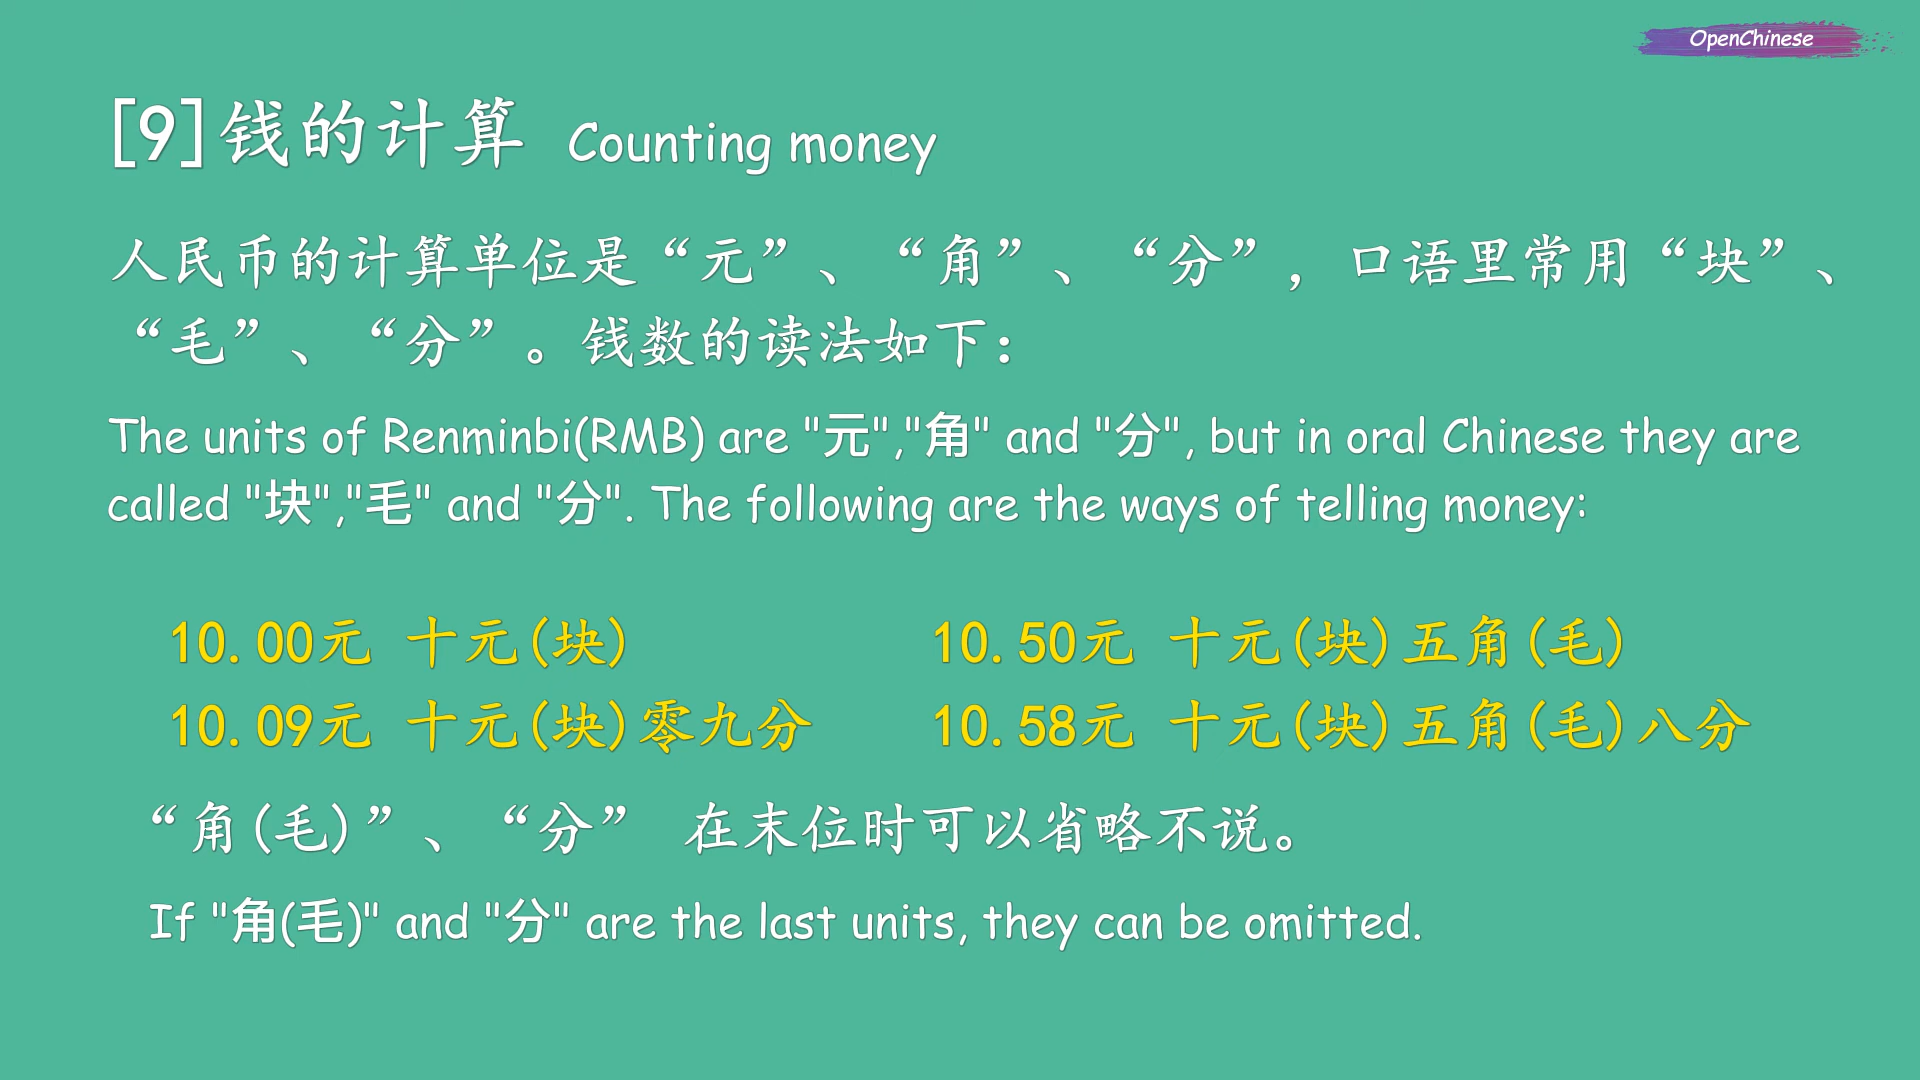 OpenChinese
[9]钱的计算 Counting money
人民币的计算单位是“元”、“角”、“分”，口语里常用“块”、
“毛”、“分”。钱数的读法如下：
The units of Renminbi(RMB) are "元","角" and "分", but in oral Chinese they are
called "块","毛" and "分". The following are the ways of telling money:
10.00元 十元(块) 10.50元 十元(块)五角(毛)
10.09元 十元(块)零九分 10.58元 十元(块)五角(毛)八分
“角(毛)”、“分” 在末位时可以省略不说。
If "角(毛)" and "分" are the last units, they can be omitted.